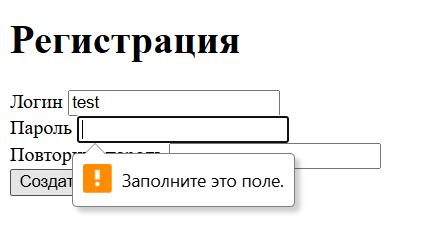 Регистрация
Логин test
Пароль
Заполните это поле.